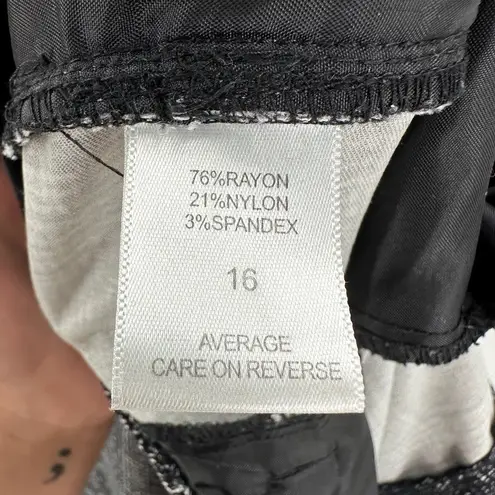 76%RAYON
21%NYLON
3%SPANDEX
16
AVERAGE
CARE ON REVERSE